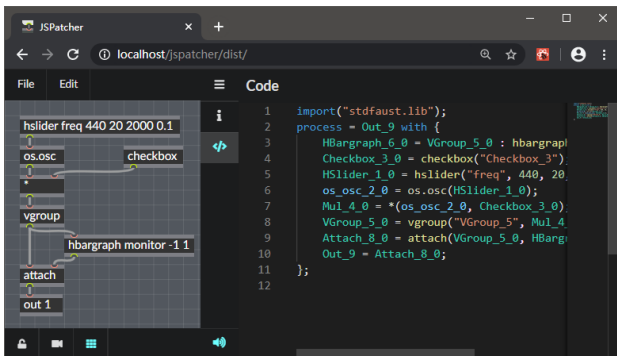 JSPatcher
localhost/jspatcher/dist/
File Edit
Code
hslider freq 440 20 2000 0.1
os.osc
checkbox
*
vgroup
hbargraph monitor -1 1
attach
out 1
1 import("stdfaust.lib");
2 process = Out_9 with {
3 HBargraph_6_0 = VGroup_5_0 : hbargraph
4 Checkbox_3_0 = checkbox("Checkbox_3")
5 HSlider_1_0 = hslider("freq", 440, 20,
6 os_osc_2_0 = os.osc(HSlider_1_0);
7 Mul_4_0 = *(os_osc_2_0, Checkbox_3_0)
8 VGroup_5_0 = vgroup("VGroup_5", Mul_4_
9 Attach_8_0 = attach(VGroup_5_0, HBarg
10 Out_9 = Attach_8_0;
11 };
12